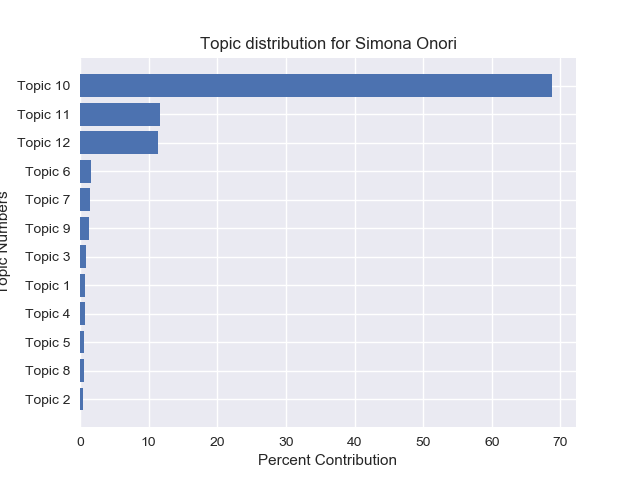 Topic distribution for Simona Onori
Topic Numbers
Topic 10
Topic 11
Topic 12
Topic 6
Topic 7
Topic 9
Topic 3
Topic 1
Topic 4
Topic 5
Topic 8
Topic 2
0 10 20 30 40 50 60 70
Percent Contribution